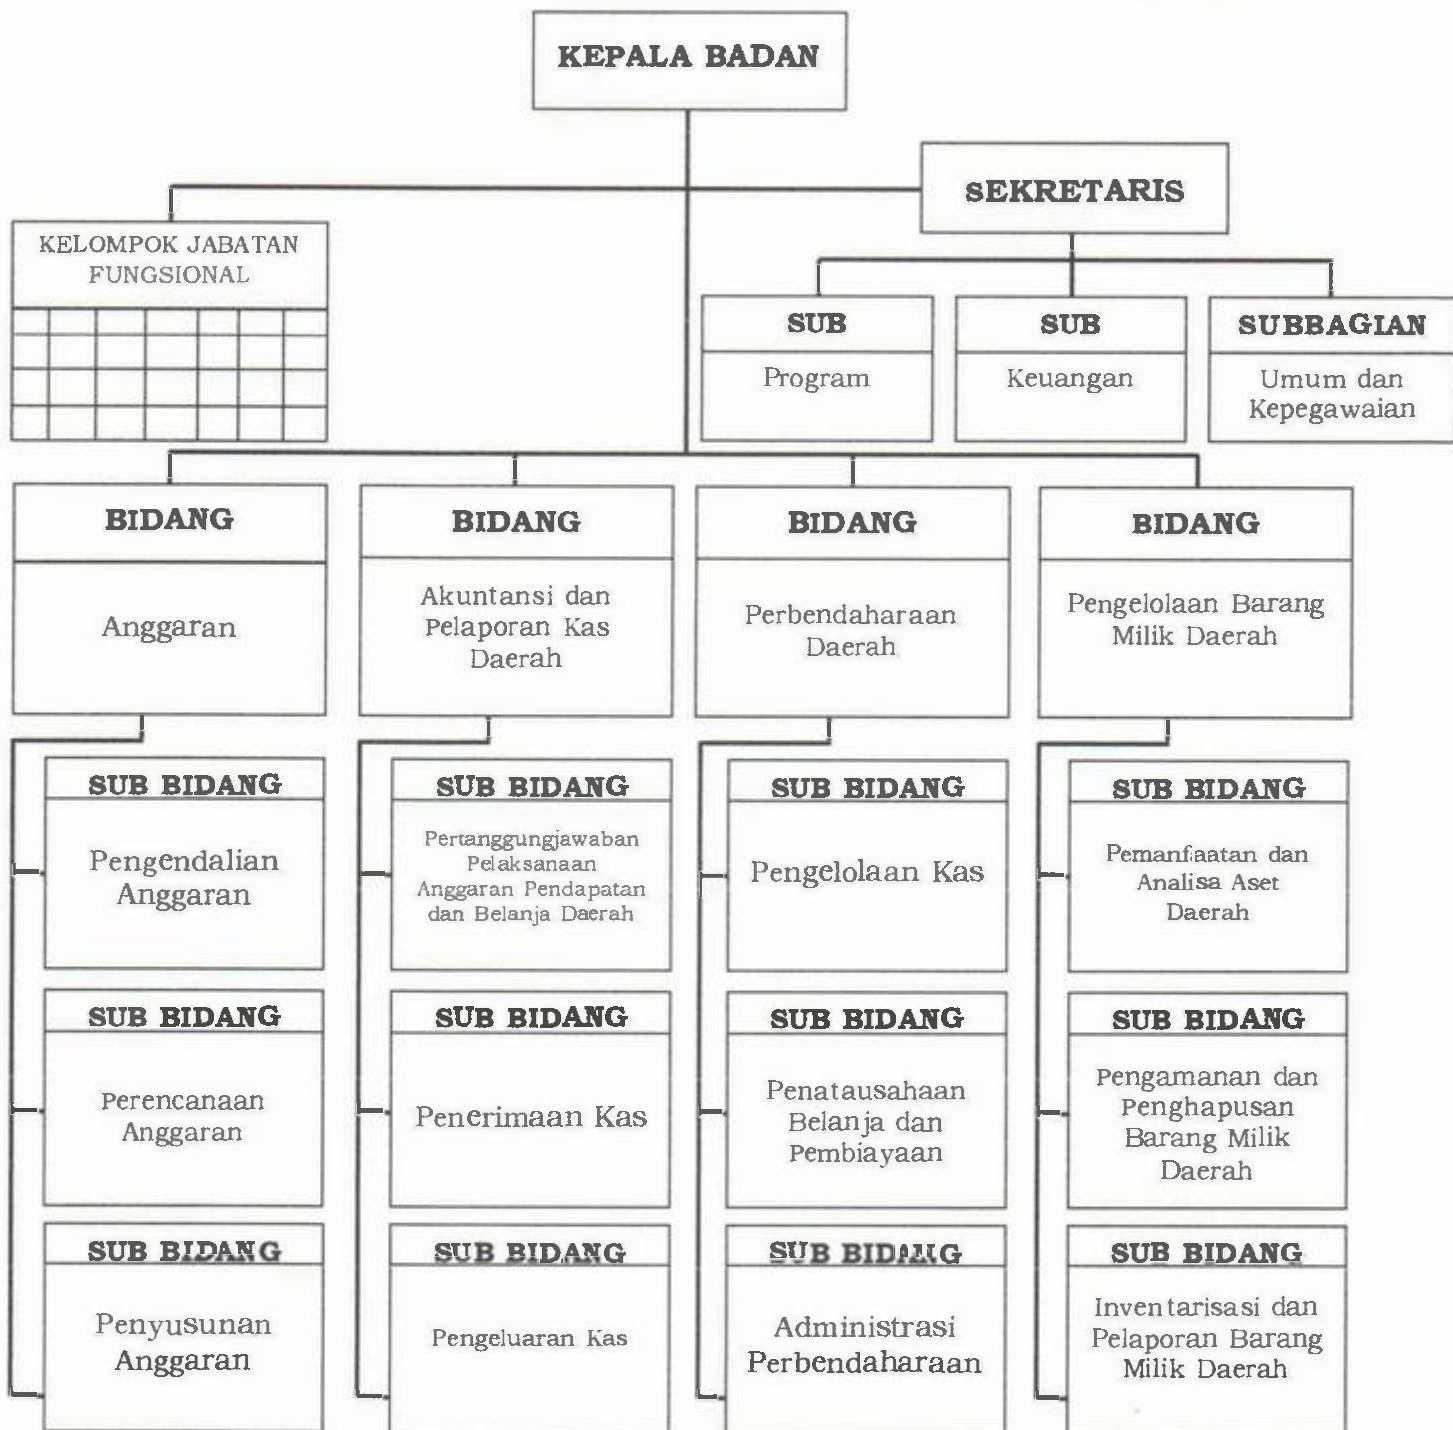 KEPALA BADAN
SEKRETARIS
KELOMPOK JABATAN
FUNGSIONAL
SUB
Program
SUB
Keuangan
SUBBAGIAN
Umum dan
Kepegawaian
BIDANG
Anggaran
BIDANG
Akuntansi dan
Pelaporan Kas
Daerah
BIDANG
Perbendaharaan
Daerah
BIDANG
Pengelolaan Barang
Milik Daerah
SUB BIDANG
Pengendalian
Anggaran
SUB BIDANG
Pertanggungjawaban
Pelaksanaan
Anggaran Pendapatan
dan Belanja Daerah
SUB BIDANG
Pengelolaan Kas
SUB BIDANG
Pemanfaatan dan
Analisa Aset
Daerah
SUB BIDANG
Perencanaan
Anggaran
SUB BIDANG
Penerimaan Kas
SUB BIDANG
Penatausahaan
Belanja dan
Pembiayaan
SUB BIDANG
Pengamanan dan
Penghapusan
Barang Milik
Daerah
SUB BIDANG
Penyusunan
Anggaran
SUB BIDANG
Pengeluaran Kas
SUB BIDANG
Administrasi
Perbendaharaan
SUB BIDANG
Inventarisasi dan
Pelaporan Barang
Milik Daerah